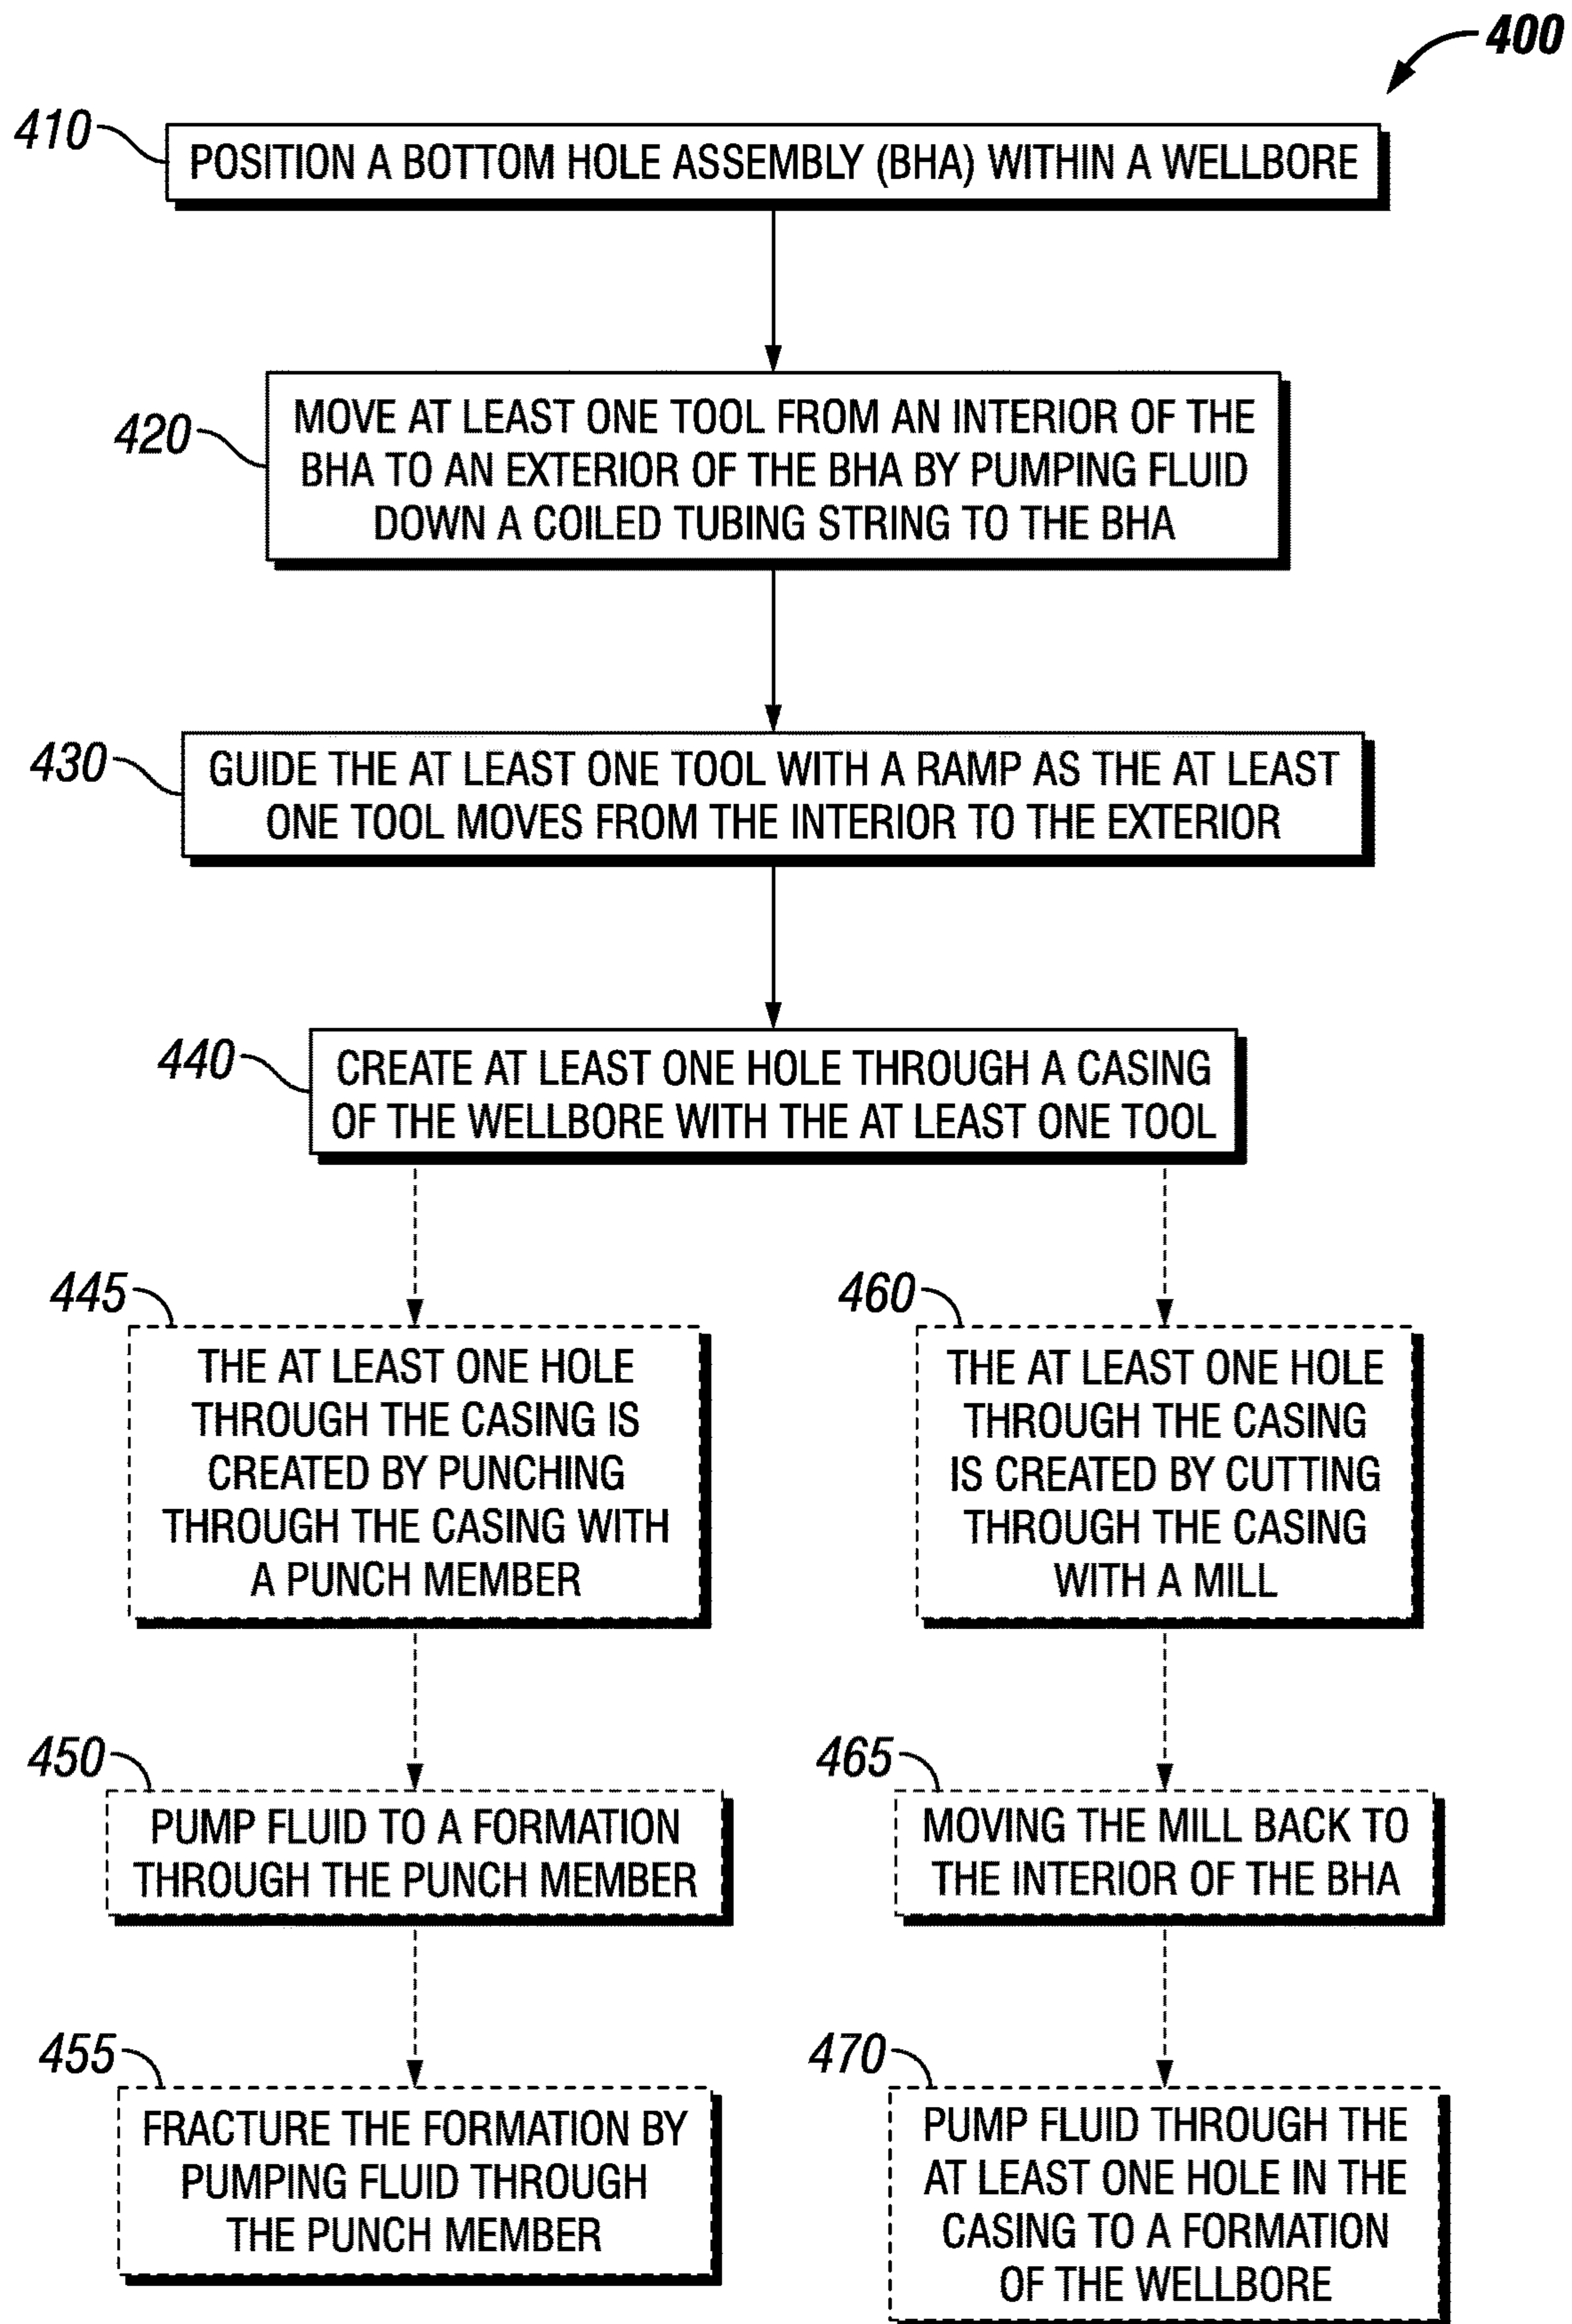 400
410
POSITION A BOTTOM HOLE ASSEMBLY (BHA) WITHIN A WELLBORE
420
MOVE AT LEAST ONE TOOL FROM AN INTERIOR OF THE
BHA TO AN EXTERIOR OF THE BHA BY PUMPING FLUID
DOWN A COILED TUBING STRING TO THE BHA
430
GUIDE THE AT LEAST ONE TOOL WITH A RAMP AS THE AT LEAST
ONE TOOL MOVES FROM THE INTERIOR TO THE EXTERIOR
440
CREATE AT LEAST ONE HOLE THROUGH A CASING
OF THE WELLBORE WITH THE AT LEAST ONE TOOL
445
THE AT LEAST ONE HOLE
THROUGH THE CASING IS
CREATED BY PUNCHING
THROUGH THE CASING WITH
A PUNCH MEMBER
450
PUMP FLUID TO A FORMATION
THROUGH THE PUNCH MEMBER
455
FRACTURE THE FORMATION BY
PUMPING FLUID THROUGH
THE PUNCH MEMBER
460
THE AT LEAST ONE HOLE
THROUGH THE CASING
IS CREATED BY CUTTING
THROUGH THE CASING
WITH A MILL
465
MOVING THE MILL BACK TO
THE INTERIOR OF THE BHA
470
PUMP FLUID THROUGH THE
AT LEAST ONE HOLE IN THE
CASING TO A FORMATION
OF THE WELLBORE